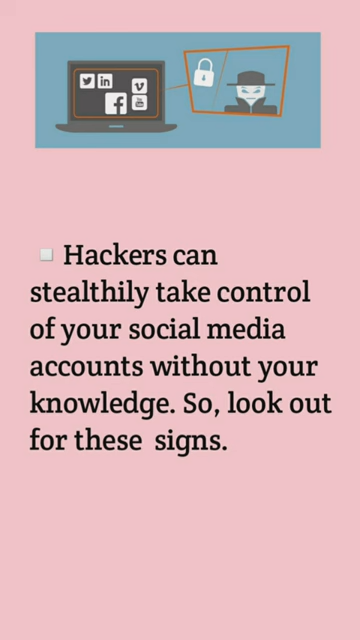 Hackers can
stealthily take control
of your social media
accounts without your
knowledge. So, look out
for these signs.